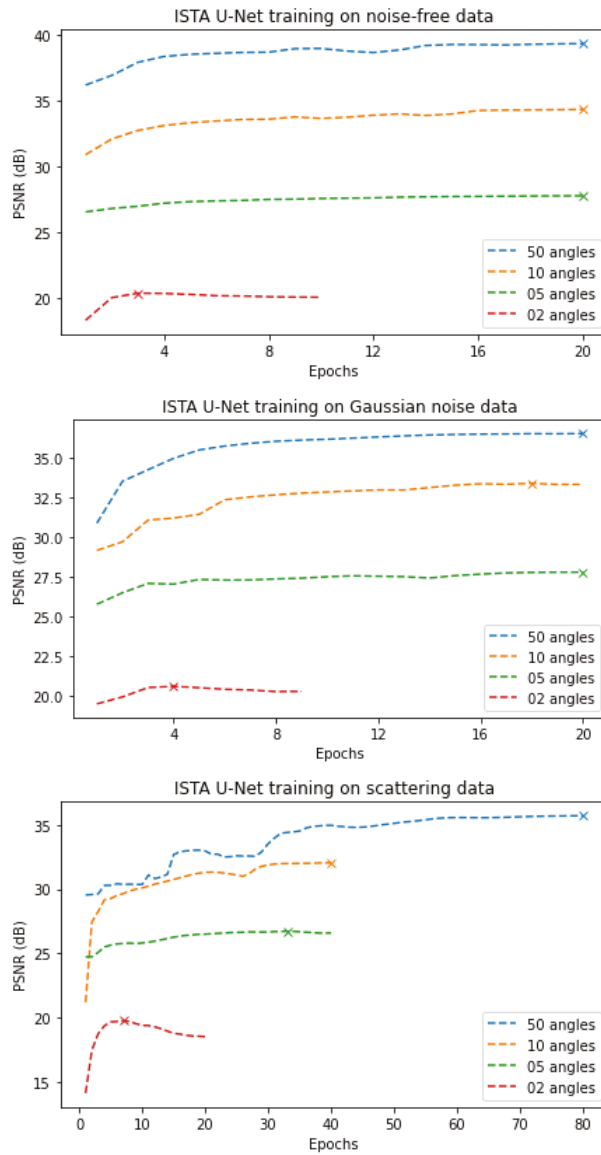 ISTA U-Net training on noise-free data
40
35
30
25
20
PSNR (dB)
50 angles
10 angles
05 angles
02 angles
4 8 12 16 20
Epochs
ISTA U-Net training on Gaussian noise data
35.0
32.5
30.0
27.5
25.0
22.5
20.0
PSNR (dB)
50 angles
10 angles
05 angles
02 angles
4 8 12 16 20
Epochs
ISTA U-Net training on scattering data
35
30
25
20
15
PSNR (dB)
50 angles
10 angles
05 angles
02 angles
0 10 20 30 40 50 60 70 80
Epochs